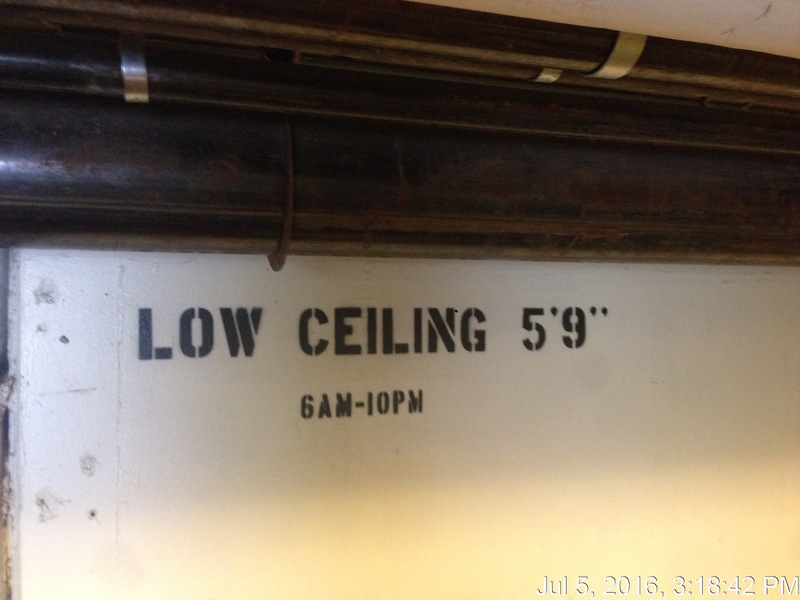 LOW CEILING 5'9"
6AM-10PM
Jul 5, 2016, 3:18:42 PM